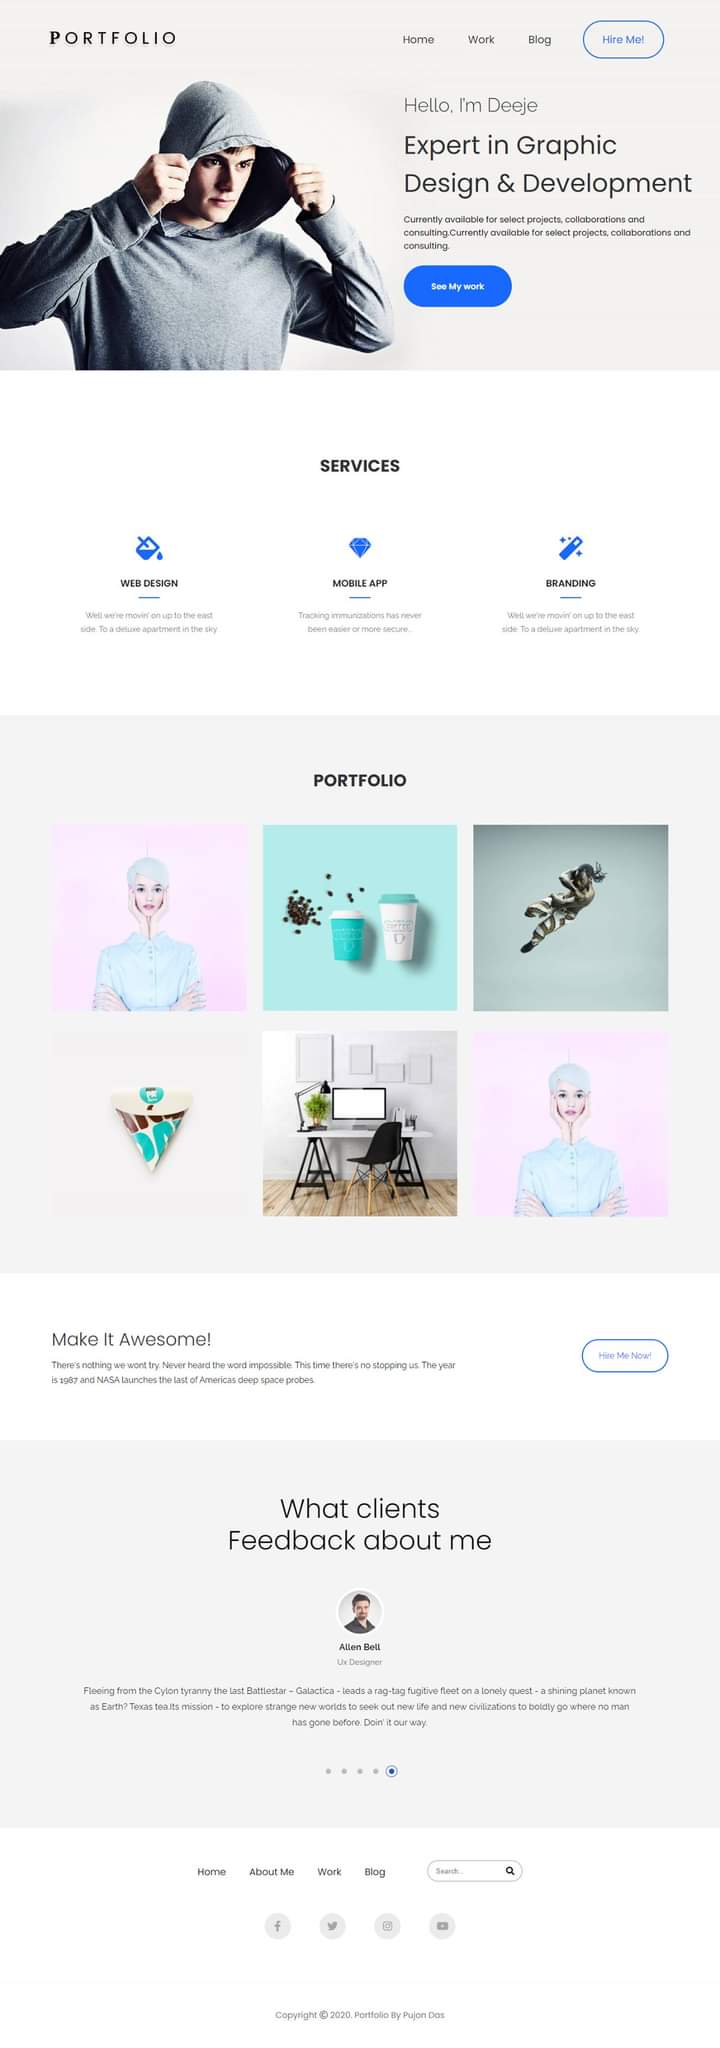 PORTFOLIO
Home Work Blog Hire Me!
Hello, I'm Deeje
Expert in Graphic
Design & Development
Currently available for select projects, collaborations and
consulting.Currently available for select projects, collaborations and
consulting.
See My work
SERVICES
WEB DESIGN
Well we're movin' on up to the east
side. To a deluxe apartment in the sky.
MOBILE APP
Tracking immunizations has never
been easier or more secure...
BRANDING
Well we're movin' on up to the east
side. To a deluxe apartment in the sky.
PORTFOLIO
COFFEE
Make It Awesome!
There's nothing we wont try. Never heard the word impossible. This time there's no stopping us. The year
is 1987 and NASA launches the last of Americas deep space probes.
Hire Me Now!
What clients
Feedback about me
Allen Bell
Ux Designer
Fleeing from the Cylon tyranny the last Battlestar – Galactica - leads a rag-tag fugitive fleet on a lonely quest - a shining planet known
as Earth? Texas tea.Its mission - to explore strange new worlds to seek out new life and new civilizations to boldly go where no man
has gone before. Doin' it our way.
Home About Me Work Blog Search...
Copyright © 2020. Portfolio By Pujon Das